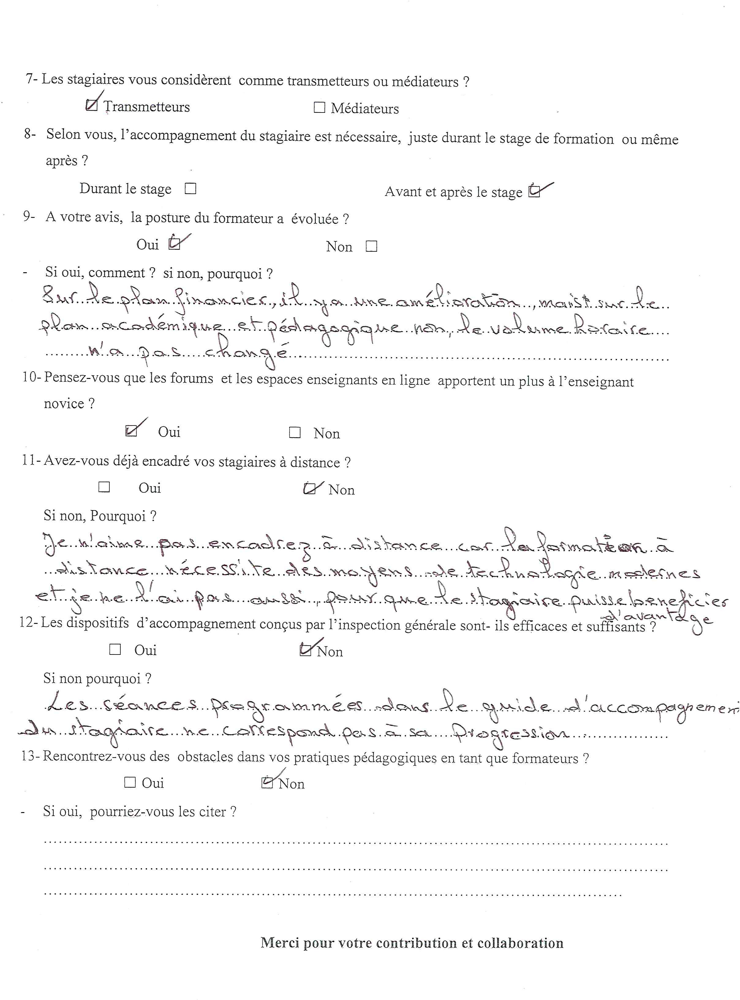 7- Les stagiaires vous considèrent comme transmetteurs ou médiateurs ?
☑ Transmetteurs ☐ Médiateurs
8- Selon vous, l'accompagnement du stagiaire est nécessaire, juste durant le stage de formation ou même
après ?
Durant le stage ☐ Avant et après le stage ☑
9- A votre avis, la posture du formateur a évoluée ?
Oui ☑ Non ☐
- Si oui, comment ? si non, pourquoi ?
Sur le plan financier, il ya une amélioration, mais sur le
plan académique et pédagogique non, le volume horaire
n'a pas changé
10- Pensez-vous que les forums et les espaces enseignants en ligne apportent un plus à l'enseignant
novice ?
☑ Oui ☐ Non
11- Avez-vous déjà encadré vos stagiaires à distance ?
☐ Oui ☑ Non
Si non, Pourquoi ?
Je n'aime pas encadrez à distance car la formation à
distance nécessite des moyens de technologie modernes
et je ne l'ai pas aussi, pour que le stagiaire puisse beneficier
d'avantage
12- Les dispositifs d'accompagnement conçus par l'inspection générale sont- ils efficaces et suffisants ?
☐ Oui ☑ Non
Si non pourquoi ?
Les séances programmées dans le guide d'accompagnemen
du stagiaire ne correspond pas à sa progression
13- Rencontrez-vous des obstacles dans vos pratiques pédagogiques en tant que formateurs ?
☐ Oui ☑ Non
- Si oui, pourriez-vous les citer ?
Merci pour votre contribution et collaboration